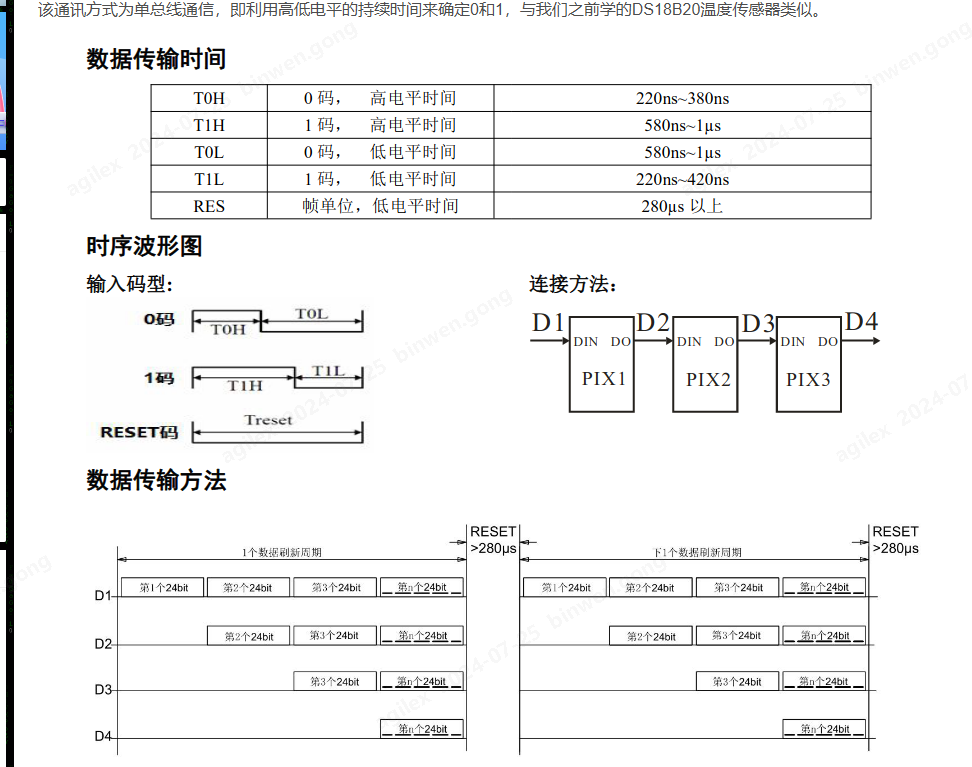 该通讯方式为单总线通信，即利用高低电平的持续时间来确定0和1，与我们之前学的DS18B20温度传感器类似。
数据传输时间
T0H 0 码， 高电平时间 220ns~380ns
T1H 1 码， 高电平时间 580ns~1µs
T0L 0 码， 低电平时间 580ns~1µs
T1L 1 码， 低电平时间 220ns~420ns
RES 帧单位，低电平时间 280µs 以上
时序波形图
输入码型：
连接方法：
0码 T0H T0L
1码 T1H T1L
RESET码 Treset
D1 D2 D3 D4
DIN DO DIN DO DIN DO
PIX1 PIX2 PIX3
数据传输方法
RESET RESET
1个数据刷新周期 >280µs 下1个数据刷新周期 >280µs
D1 第1个24bit 第2个24bit 第3个24bit 第n个24bit 第1个24bit 第2个24bit 第3个24bit 第n个24bit
D2 第2个24bit 第3个24bit 第n个24bit 第2个24bit 第3个24bit 第n个24bit
D3 第3个24bit 第n个24bit 第3个24bit 第n个24bit
D4 第n个24bit 第n个24bit
agilex 2024-07-25 binwen.gong